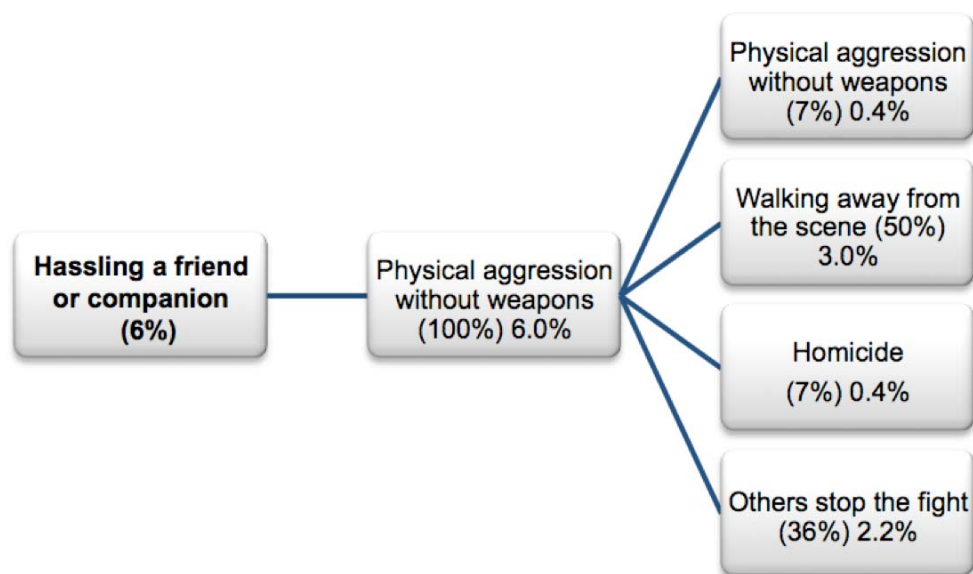 Hassling a friend
or companion
(6%)
Physical aggression
without weapons
(100%) 6.0%
Physical aggression
without weapons
(7%) 0.4%
Walking away from
the scene (50%)
3.0%
Homicide
(7%) 0.4%
Others stop the fight
(36%) 2.2%